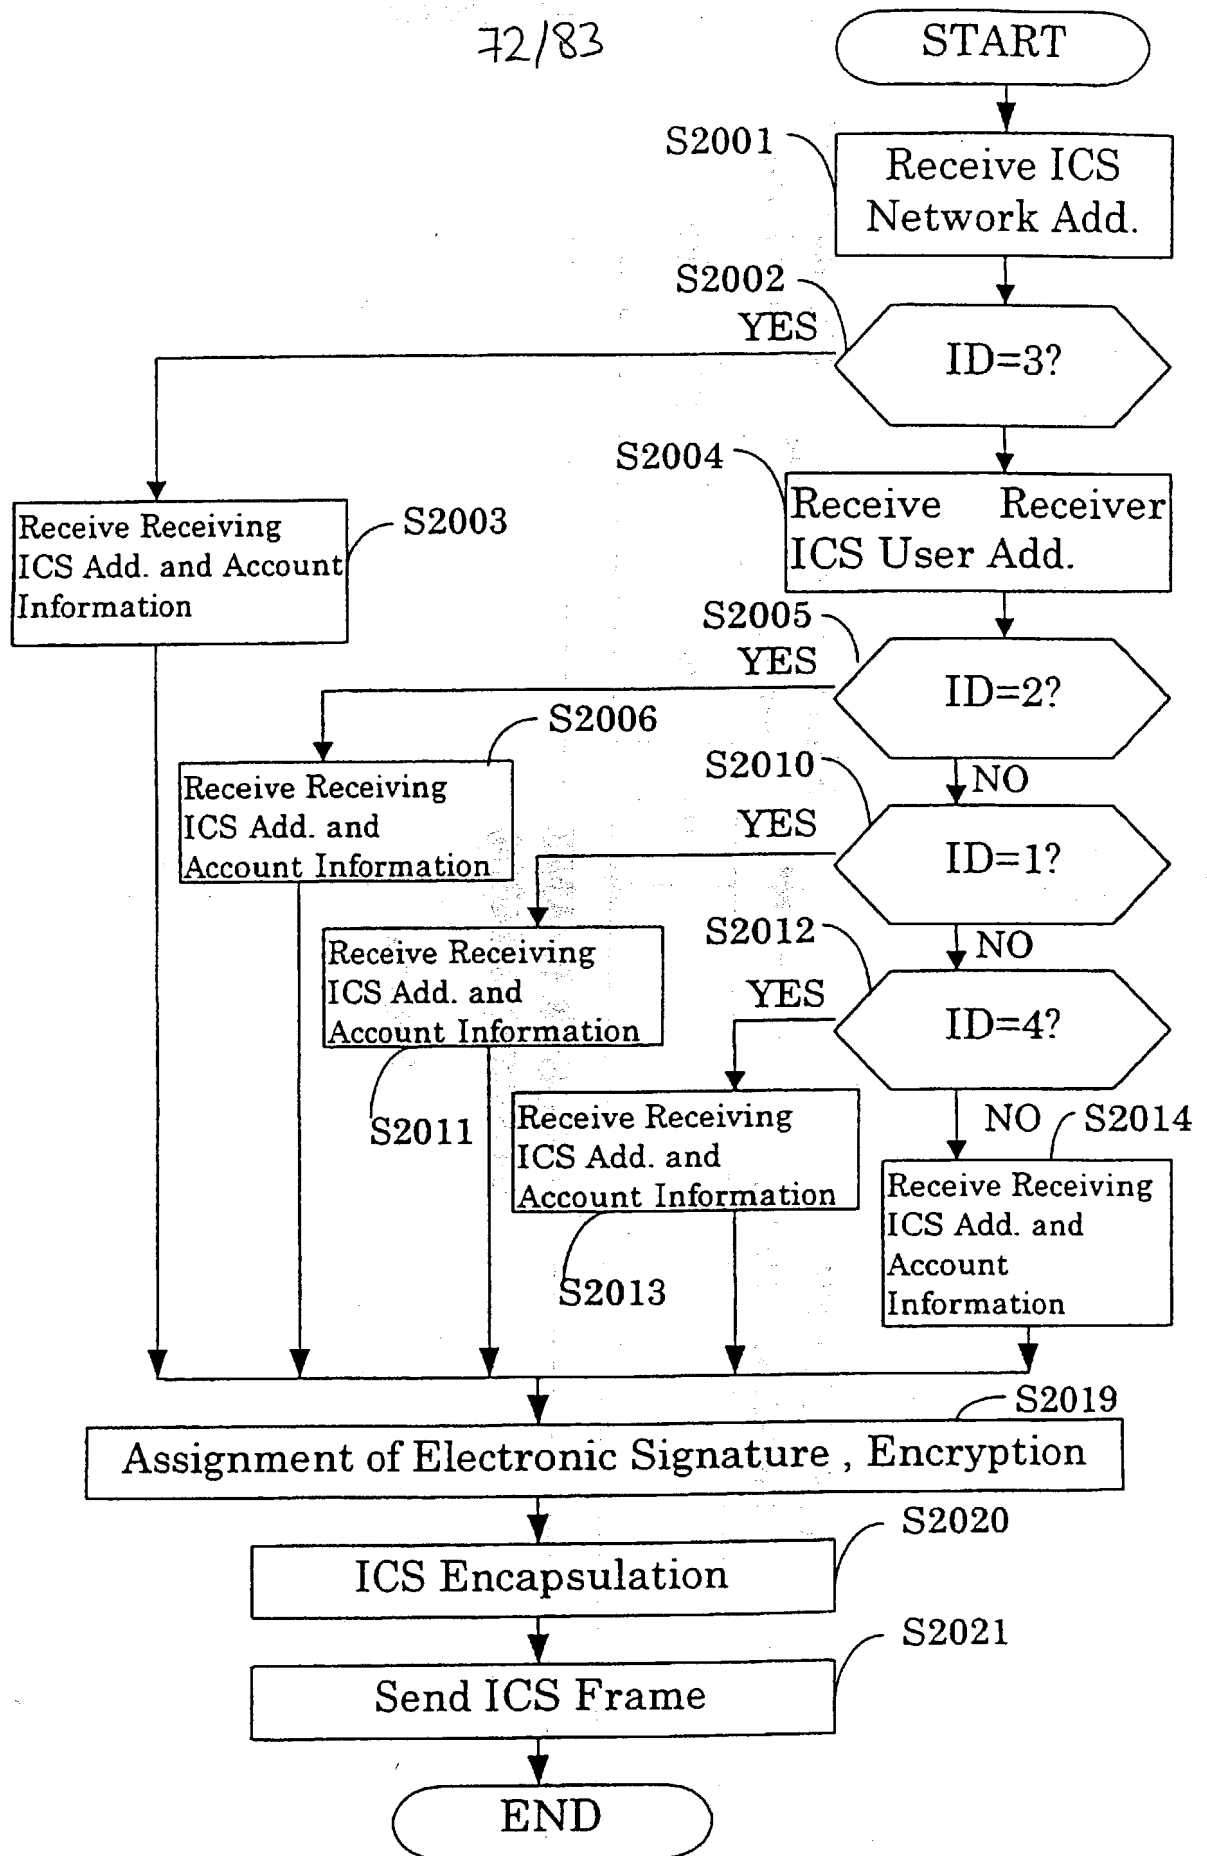 72/83
START
S2001
Receive ICS
Network Add.
S2002
YES
ID=3?
S2004
Receive Receiver
ICS User Add.
Receive Receiving
ICS Add. and Account
Information
S2003
S2005
YES
ID=2?
S2006
Receive Receiving
ICS Add. and
Account Information
NO
S2010
YES
ID=1?
Receive Receiving
ICS Add. and
Account Information
S2011
NO
S2012
YES
ID=4?
Receive Receiving
ICS Add. and
Account Information
S2013
NO
S2014
Receive Receiving
ICS Add. and
Account
Information
S2019
Assignment of Electronic Signature , Encryption
S2020
ICS Encapsulation
S2021
Send ICS Frame
END